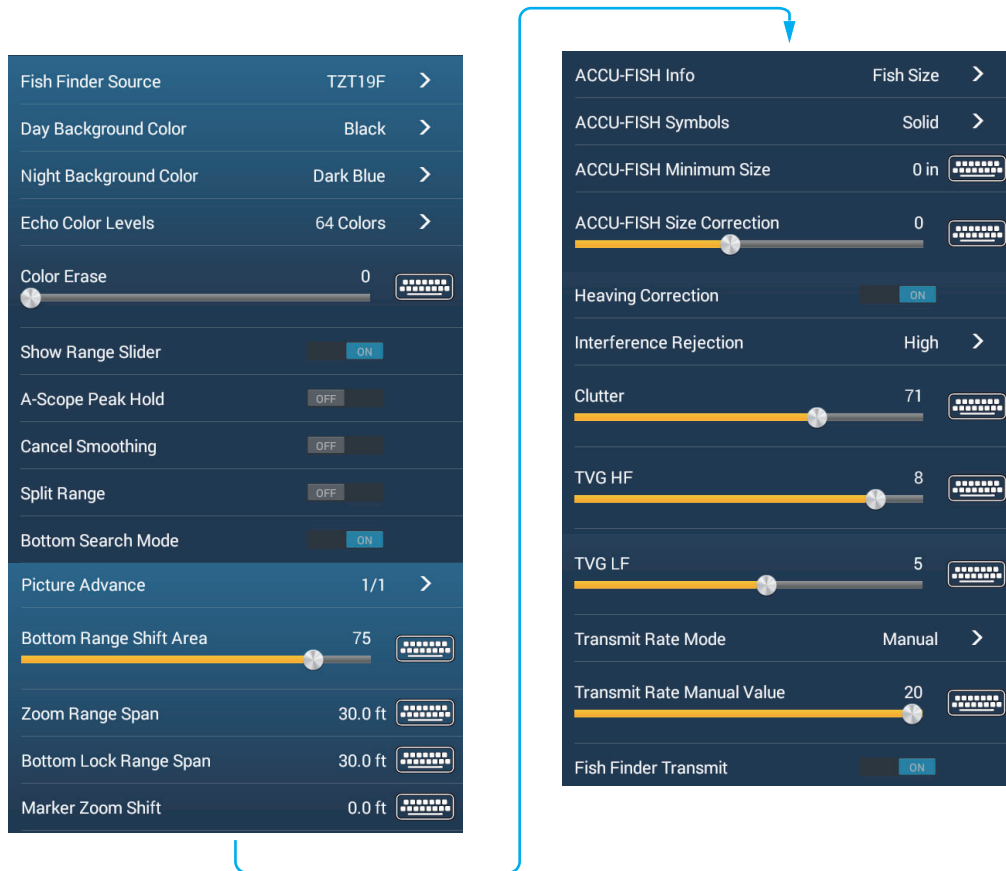 Fish Finder Source TZT19F
Day Background Color Black
Night Background Color Dark Blue
Echo Color Levels 64 Colors
Color Erase 0
Show Range Slider ON
A-Scope Peak Hold OFF
Cancel Smoothing OFF
Split Range OFF
Bottom Search Mode ON
Picture Advance 1/1
Bottom Range Shift Area 75
Zoom Range Span 30.0 ft
Bottom Lock Range Span 30.0 ft
Marker Zoom Shift 0.0 ft
ACCU-FISH Info Fish Size
ACCU-FISH Symbols Solid
ACCU-FISH Minimum Size 0 in
ACCU-FISH Size Correction 0
Heaving Correction ON
Interference Rejection High
Clutter 71
TVG HF 8
TVG LF 5
Transmit Rate Mode Manual
Transmit Rate Manual Value 20
Fish Finder Transmit ON